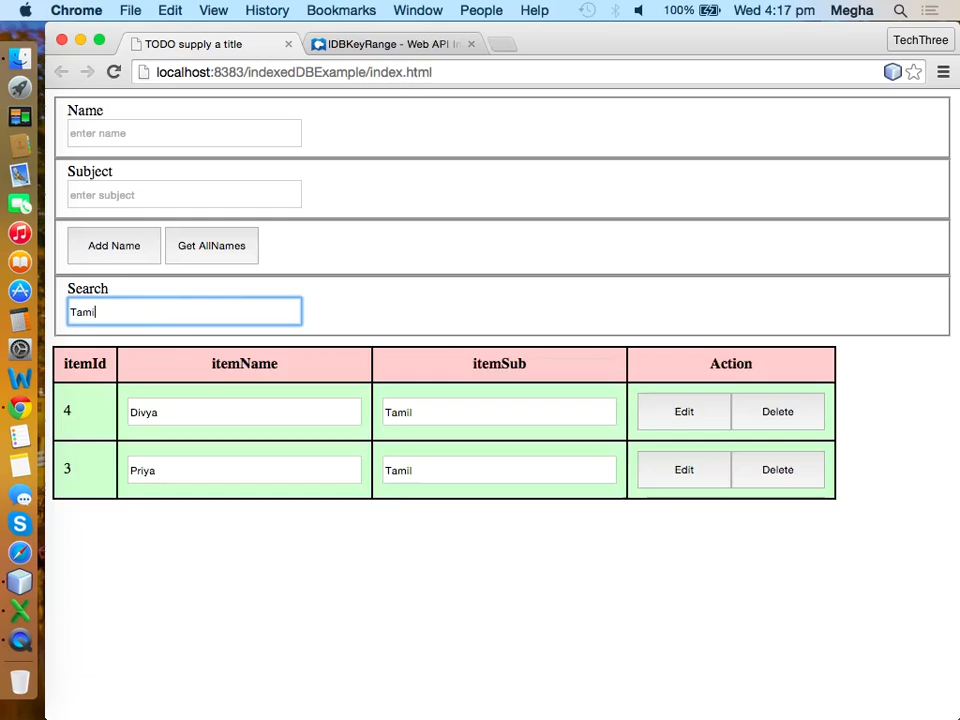 Chrome File Edit View History Bookmarks Window People Help 100% Wed 4:17 pm Megha
TODO supply a title IDBKeyRange - Web API In TechThree
localhost:8383/indexedDBExample/index.html
Name
enter name
Subject
enter subject
Add Name Get AllNames
Search
Tami
itemId itemName itemSub Action
4 Divya Tamil Edit Delete
3 Priya Tamil Edit Delete